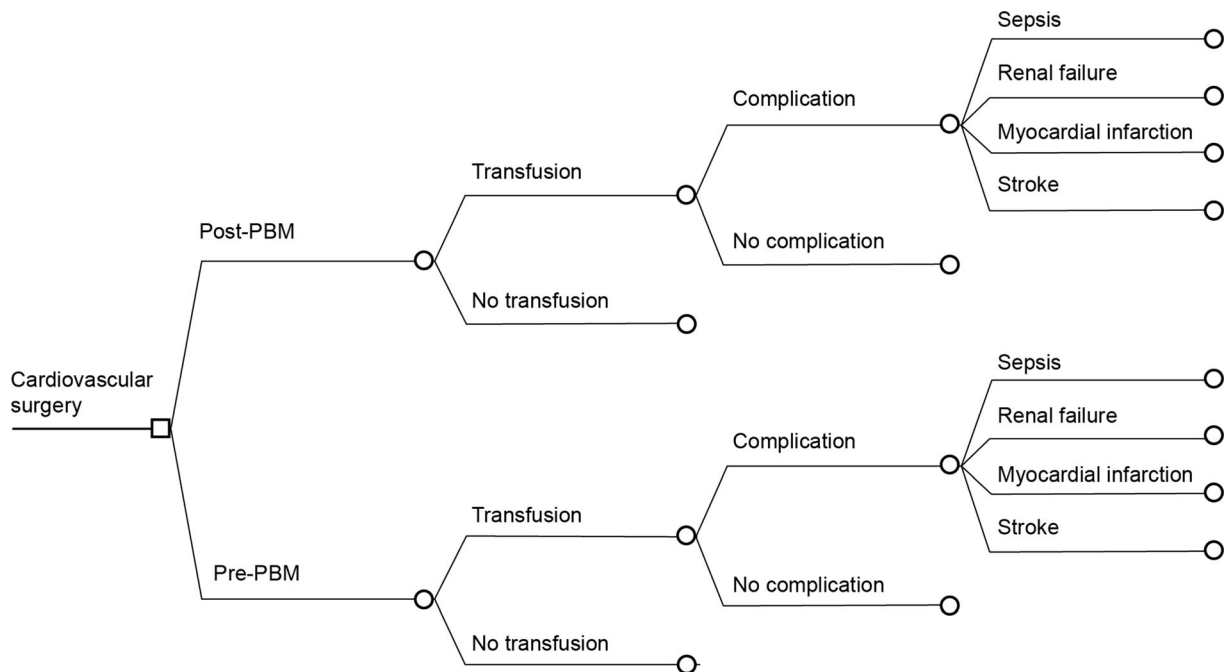 Sepsis
Renal failure
Complication
Myocardial infarction
Transfusion
Stroke
Post-PBM
No complication
No transfusion
Cardiovascular
surgery
Sepsis
Renal failure
Complication
Myocardial infarction
Transfusion
Stroke
Pre-PBM
No complication
No transfusion